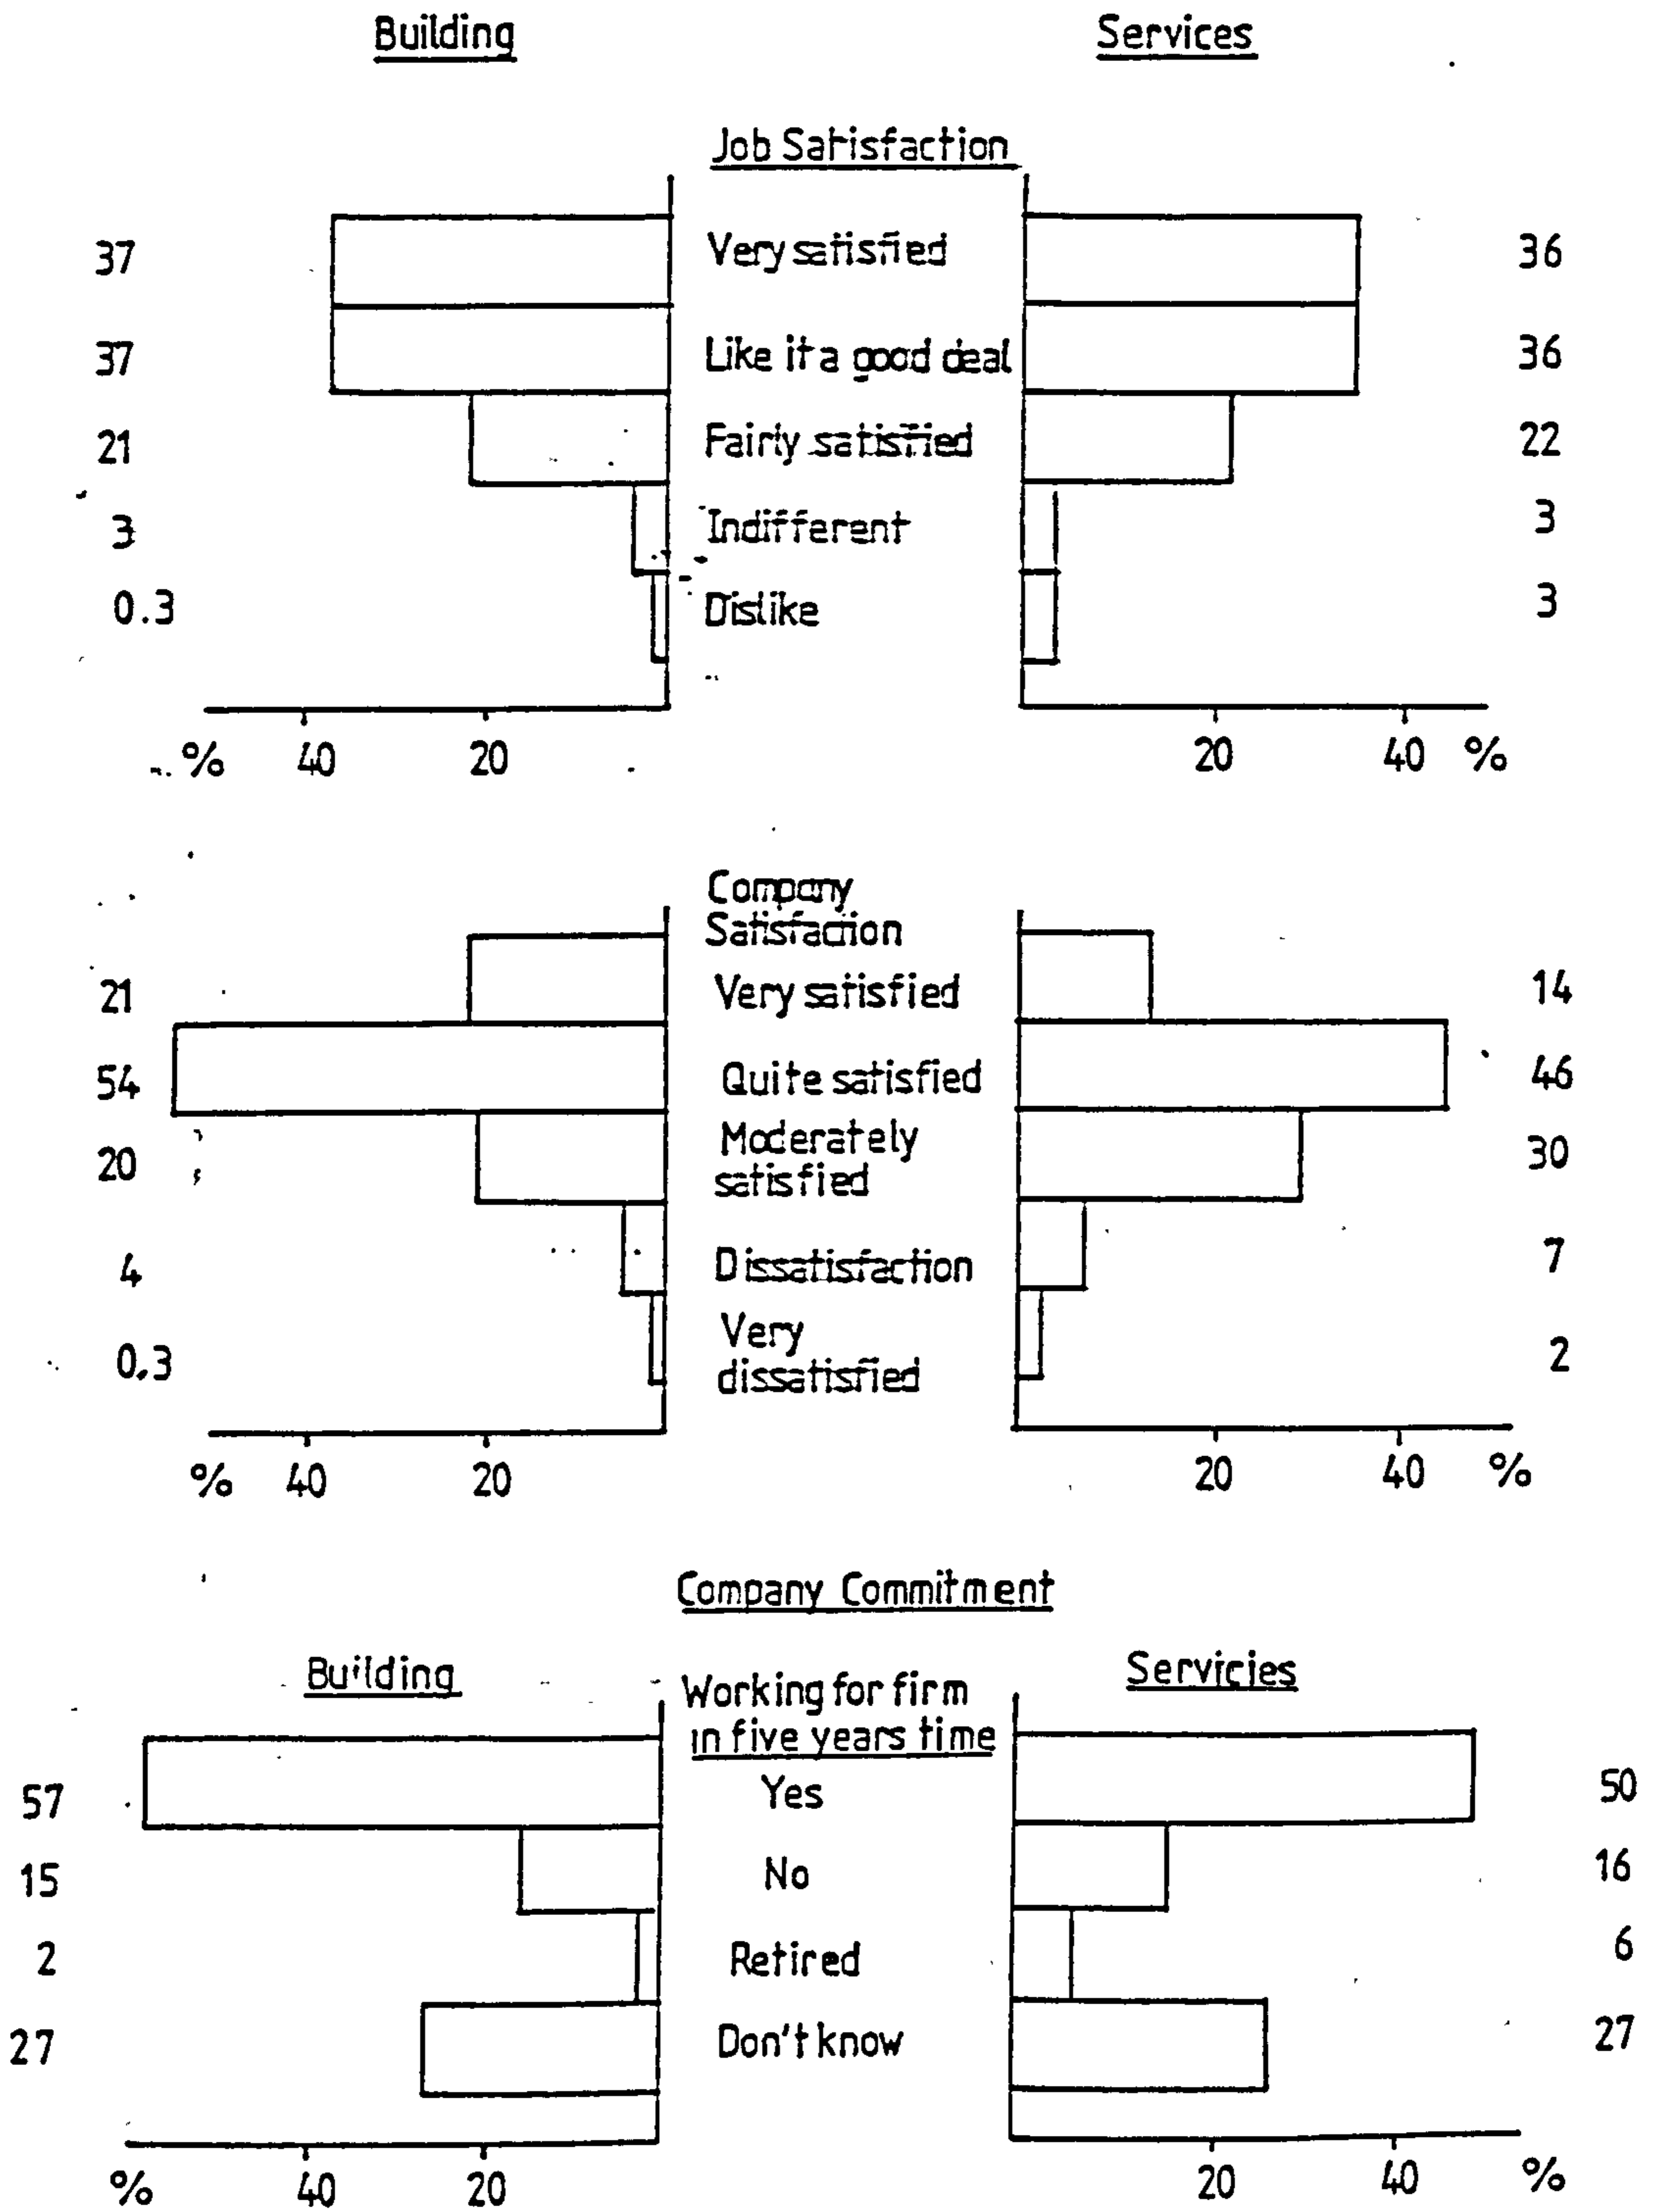 Building Services
Job Satisfaction
37 Very satisfied 36
37 Like it a good deal 36
21 Fairly satisfied 22
3 Indifferent 3
0.3 Dislike 3
% 40 20 20 40 %
Company
Satisfaction
21 Very satisfied 14
54 Quite satisfied 46
20 Moderately 30
satisfied
4 Dissatisfaction 7
0,3 Very 2
dissatisfied
% 40 20 20 40 %
Company Commitment
Building Servicies
Working for firm
in five years time
57 Yes 50
15 No 16
2 Retired 6
27 Don't know 27
% 40 20 20 40 %